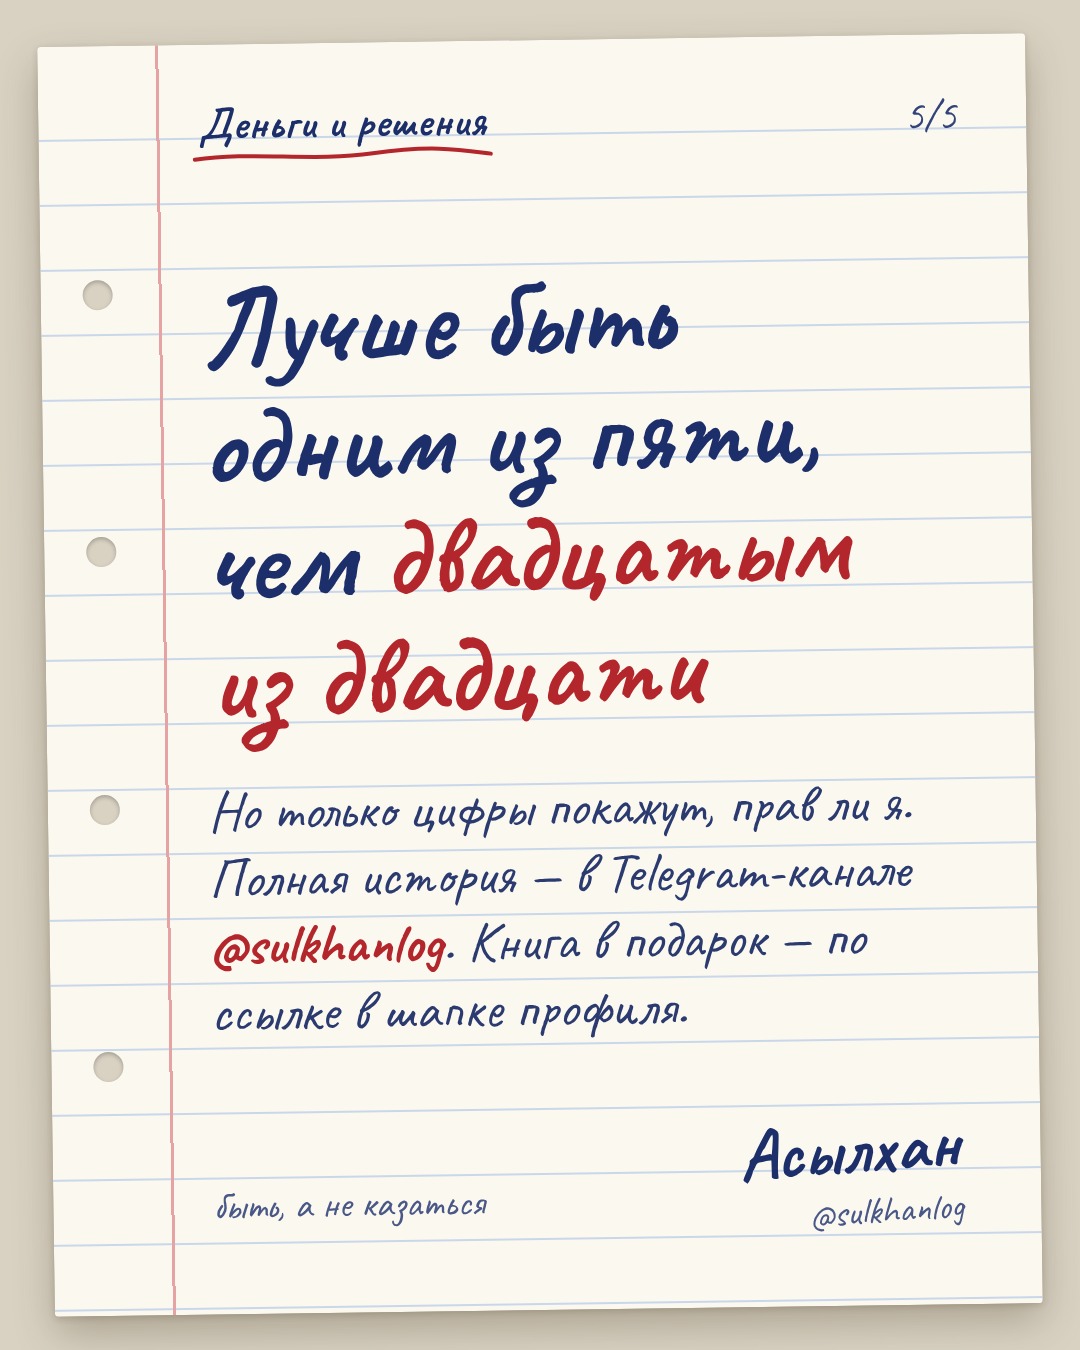 Деньги и решения
5/5
Лучше быть
одним из пяти,
чем двадцатым
из двадцати
Но только цифры покажут, прав ли я.
Полная история — в Telegram-канале
@sulkhanlog. Книга в подарок — по
ссылке в шапке профиля.
Асылхан
быть, а не казаться
@sulkhanlog